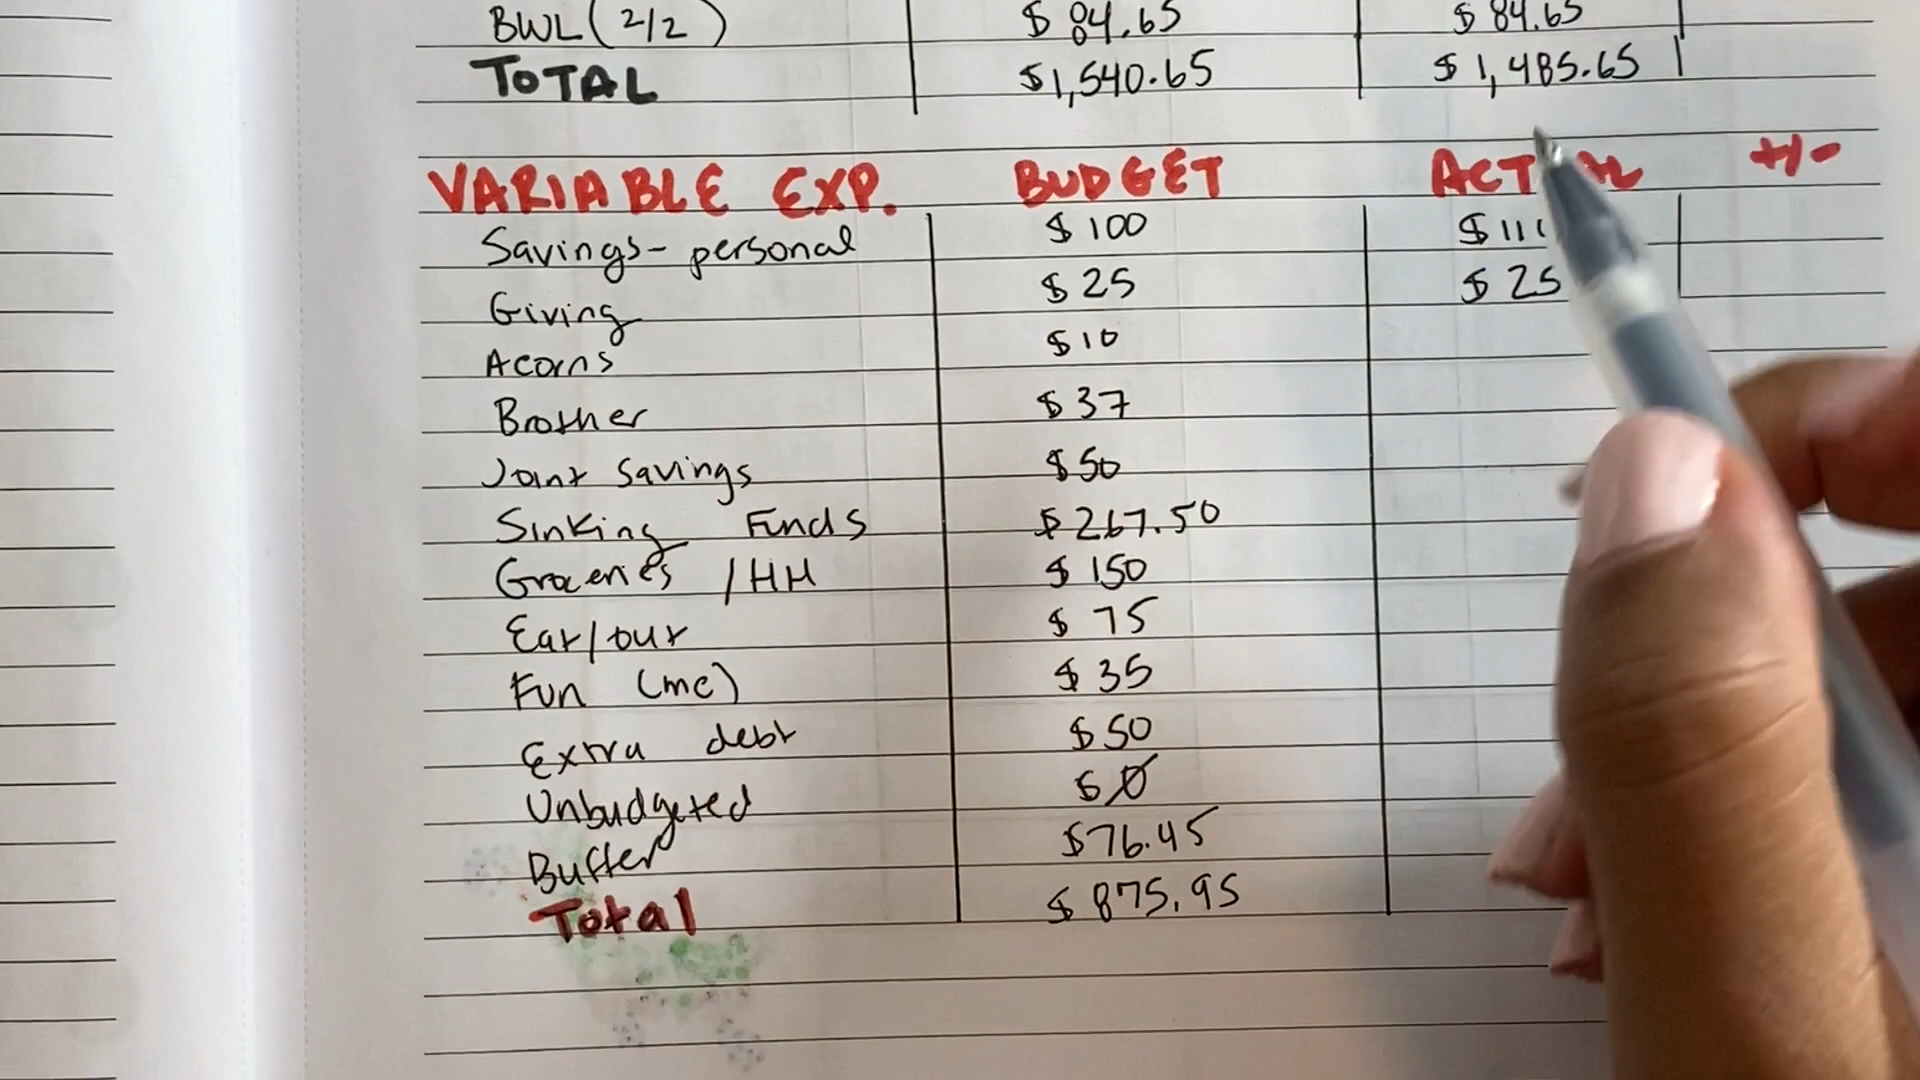 BWL (2/2) $84.65 $84.65
TOTAL $1,540.65 $1,485.65
VARIABLE EXP. BUDGET +/-
Savings - personal $100
Giving $25 $25
Acorns $10
Brother $37
Joint Savings $50
Sinking Funds $267.50
Groceries /HH $150
Eat/out $75
Fun (me) $35
Extra debt $50
Unbudgeted $0
Buffer $76.45
Total $875.95